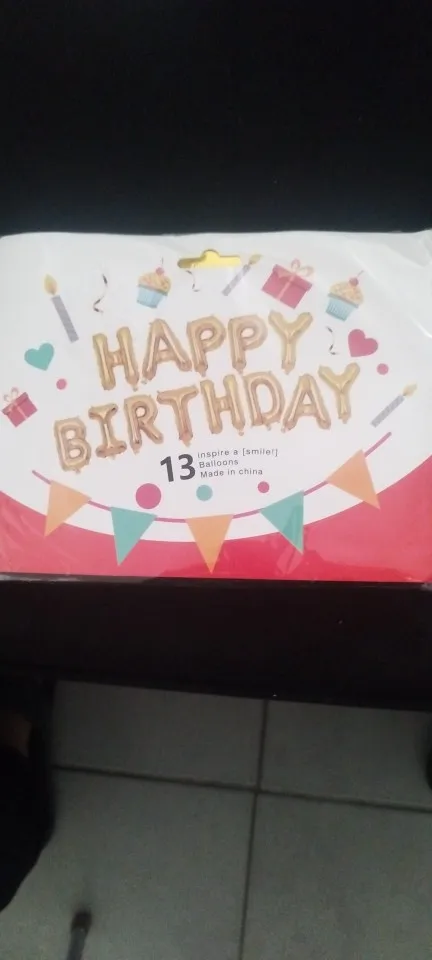 HAPPY
BIRTHDAY
13 inspire a [smile!]
Balloons
Made in china